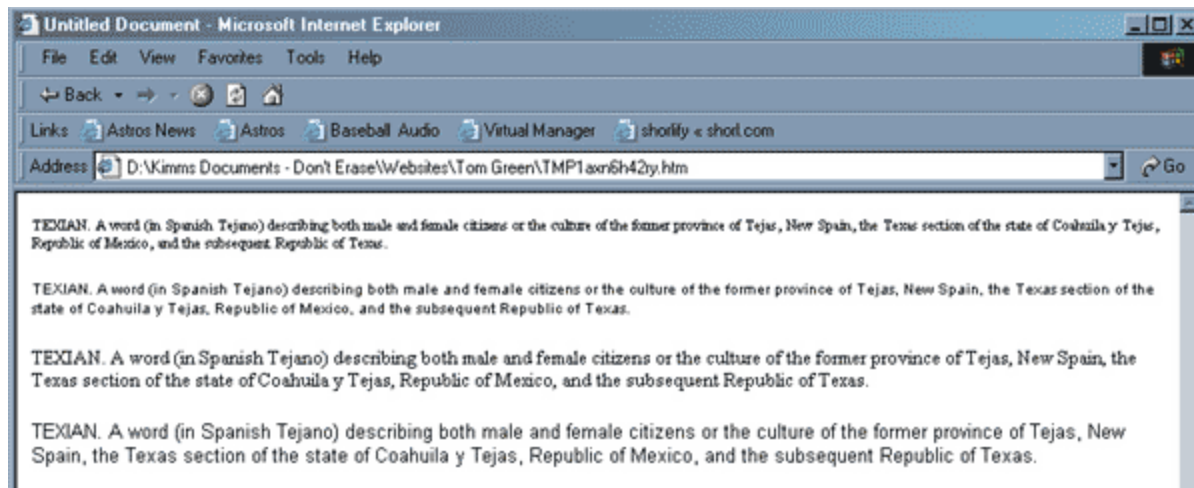 Untitled Document - Microsoft Internet Explorer
File Edit View Favorites Tools Help
Back
Links Astros News Astros Baseball Audio Virtual Manager shorlify « shorl.com
Address D:\Kimms Documents - Don't Erase\Websites\Tom Green\TMP1axn6h42ry.htm Go
TEXIAN. A word (in Spanish Tejano) describing both male and female citizens or the culture of the former province of Tejas, New Spain, the Texas section of the state of Coahuila y Tejas,
Republic of Mexico, and the subsequent Republic of Texas.
TEXIAN. A word (in Spanish Tejano) describing both male and female citizens or the culture of the former province of Tejas, New Spain, the Texas section of the
state of Coahuila y Tejas, Republic of Mexico, and the subsequent Republic of Texas.
TEXIAN. A word (in Spanish Tejano) describing both male and female citizens or the culture of the former province of Tejas, New Spain, the
Texas section of the state of Coahuila y Tejas, Republic of Mexico, and the subsequent Republic of Texas.
TEXIAN. A word (in Spanish Tejano) describing both male and female citizens or the culture of the former province of Tejas, New
Spain, the Texas section of the state of Coahuila y Tejas, Republic of Mexico, and the subsequent Republic of Texas.